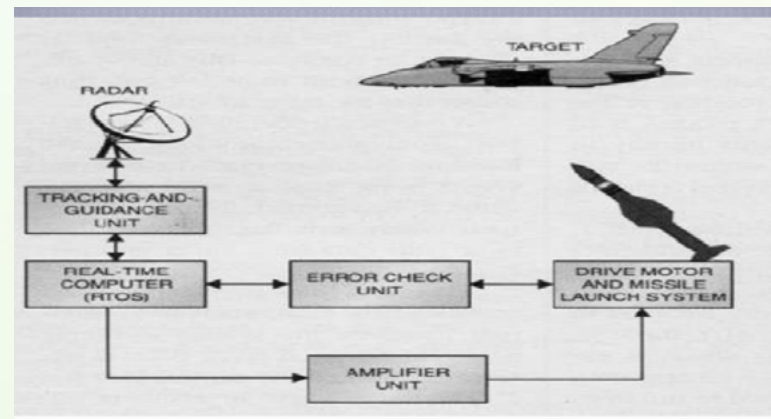 TARGET
RADAR
TRACKING-AND-
GUIDANCE
UNIT
REAL-TIME
COMPUTER
(RTOS)
ERROR CHECK
UNIT
DRIVE MOTOR
AND MISSILE
LAUNCH SYSTEM
AMPLIFIER
UNIT